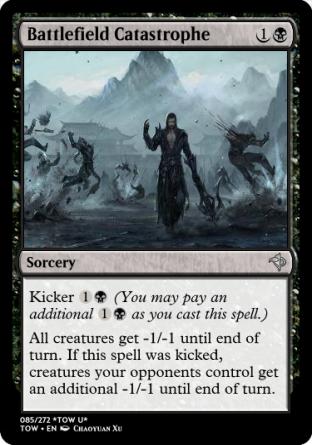 Battlefield Catastrophe 1
Sorcery
Kicker 1 (You may pay an
additional 1 as you cast this spell.)
All creatures get -1/-1 until end of
turn. If this spell was kicked,
creatures your opponents control get
an additional -1/-1 until end of turn.
085/272 *TOW U*
TOW • EN Chaoyuan Xu